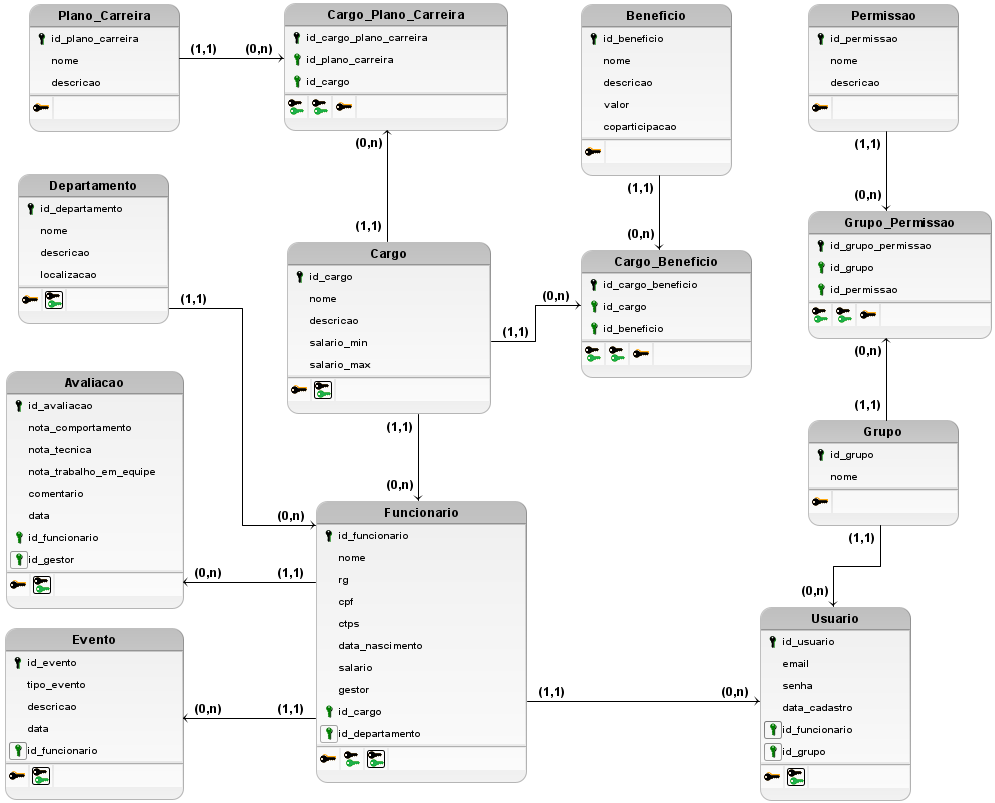 Plano_Carreira
id_plano_carreira
nome
descricao
(1,1)
(0,n)
Cargo_Plano_Carreira
id_cargo_plano_carreira
id_plano_carreira
id_cargo
(0,n)
(1,1)
Beneficio
id_beneficio
nome
descricao
valor
coparticipacao
(1,1)
(0,n)
Permissao
id_permissao
nome
descricao
(1,1)
(0,n)
Departamento
id_departamento
nome
descricao
localizacao
(1,1)
(0,n)
Cargo
id_cargo
nome
descricao
salario_min
salario_max
(1,1)
(0,n)
(1,1)
(0,n)
Cargo_Beneficio
id_cargo_beneficio
id_cargo
id_beneficio
Grupo_Permissao
id_grupo_permissao
id_grupo
id_permissao
(0,n)
(1,1)
Grupo
id_grupo
nome
(1,1)
(0,n)
Avaliacao
id_avaliacao
nota_comportamento
nota_tecnica
nota_trabalho_em_equipe
comentario
data
id_funcionario
id_gestor
(0,n)
(1,1)
Funcionario
id_funcionario
nome
rg
cpf
ctps
data_nascimento
salario
gestor
id_cargo
id_departamento
(1,1)
(0,n)
Evento
id_evento
tipo_evento
descricao
data
id_funcionario
(0,n)
(1,1)
Usuario
id_usuario
email
senha
data_cadastro
id_funcionario
id_grupo